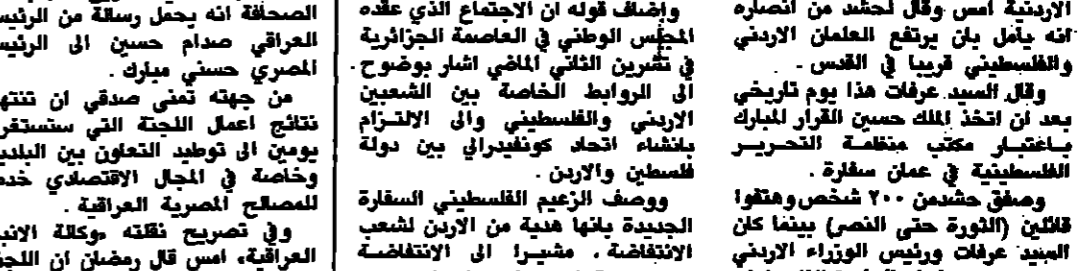 الاردنية امس وقال لحشد من انصاره
انه يأمل بان يرتفع العلمان الاردني
والفلسطيني قريبا في القدس .
وقال السيد عرفات هذا يوم تاريخي
بعد ان اتخذ الملك حسين القرار المبارك
باعتبار مكتب منظمة التحرير
الفلسطينية في عمان سفارة .
وصفق حشد من ٢٠٠ شخص وهتفوا
قائلين (الثورة حتى النصر) بينما كان
السيد عرفات ورئيس الوزراء الاردني
واضاف قوله ان الاجتماع الذي عقده
المجلس الوطني في العاصمة الجزائرية
في تشرين الثاني الماضي اشار بوضوح
الى الروابط الخاصة بين الشعبين
الاردني والفلسطيني والى الالتزام
بانشاء اتحاد كونفيدرالي بين دولة
فلسطين والاردن .
ووصف الزعيم الفلسطيني السفارة
الجديدة بانها هدية من الاردن لشعب
الانتفاضة ، مشيرا الى الانتفاضة
الصحافة انه يحمل رسالة من الرئيس
العراقي صدام حسين الى الرئيس
المصري حسني مبارك .
من جهته تمنى صدقي ان تنته
نتائج اعمال اللجنة التي ستستغر
يومين الى توطيد التعاون بين البلدي
وخاصة في المجال الاقتصادي خدم
للمصالح المصرية العراقية .
وفي تصريح نقلته «وكالة الانب
العراقية» امس قال رمضان ان اللج